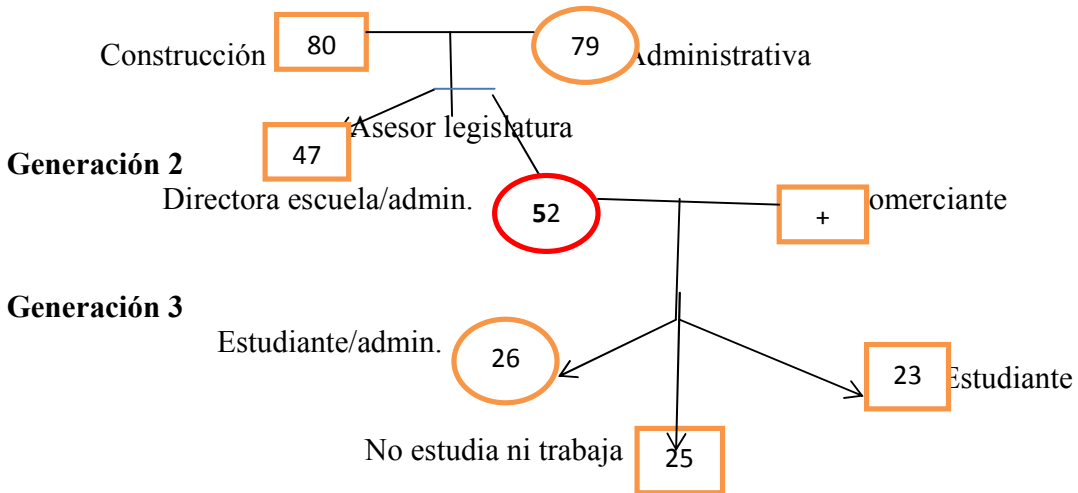 Construcción 80 79 Administrativa
Asesor legislatura
47
Generación 2
Directora escuela/admin. 52 + omerciante
Generación 3
Estudiante/admin. 26 23 Estudiante
No estudia ni trabaja 25